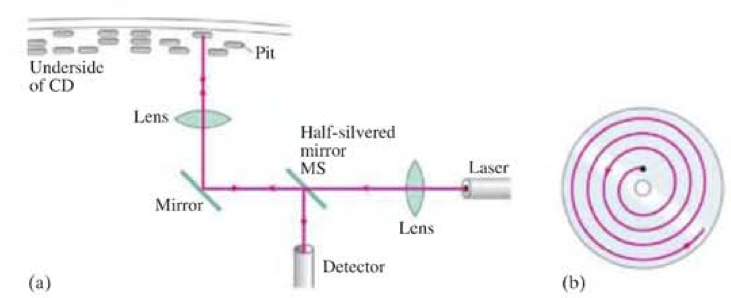 Pit
Underside
of CD
Lens
Half-silvered
mirror
MS
Laser
Mirror
Lens
Detector
(a)
(b)